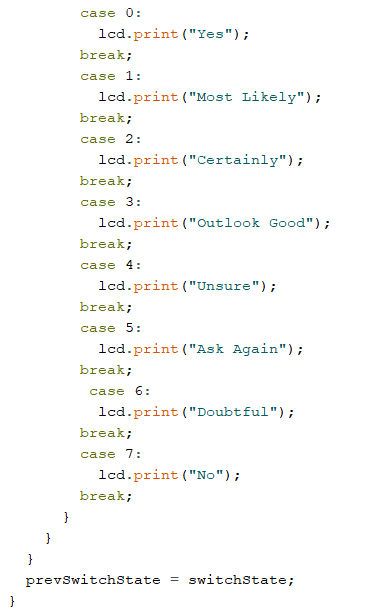 case 0:
lcd.print("Yes");
break;
case 1:
lcd.print("Most Likely");
break;
case 2:
lcd.print("Certainly");
break;
case 3:
lcd.print("Outlook Good");
break;
case 4:
lcd.print("Unsure");
break;
case 5:
lcd.print("Ask Again");
break;
case 6:
lcd.print("Doubtful");
break;
case 7:
lcd.print("No");
break;
}
}
}
prevSwitchState = switchState;
}